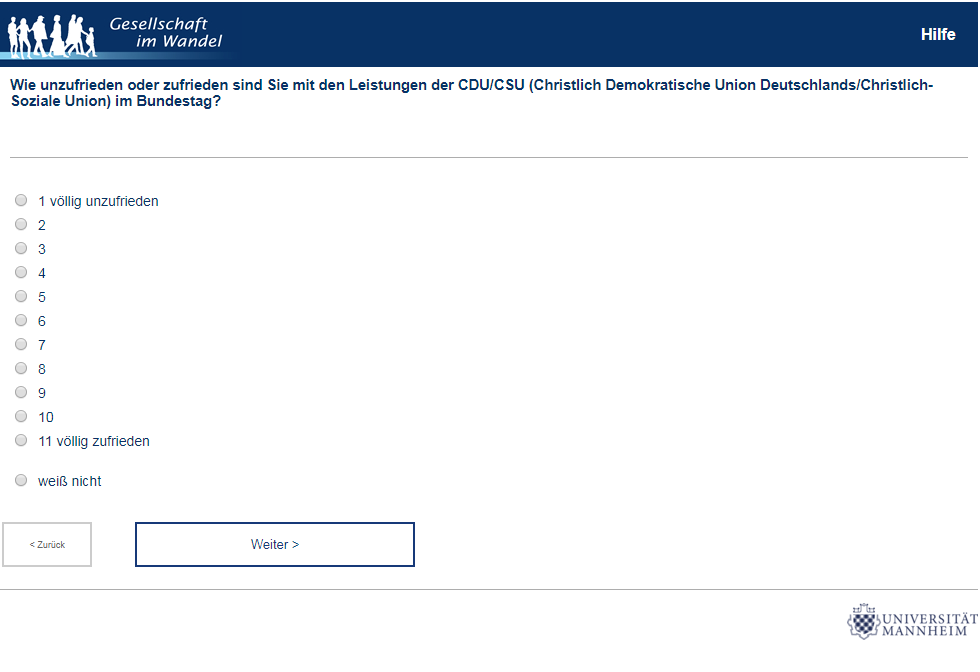 Gesellschaft
im Wandel
Hilfe
Wie unzufrieden oder zufrieden sind Sie mit den Leistungen der CDU/CSU (Christlich Demokratische Union Deutschlands/Christlich-
Soziale Union) im Bundestag?
1 völlig unzufrieden
2
3
4
5
6
7
8
9
10
11 völlig zufrieden
weiß nicht
< Zurück
Weiter >
UNIVERSITÄT
MANNHEIM